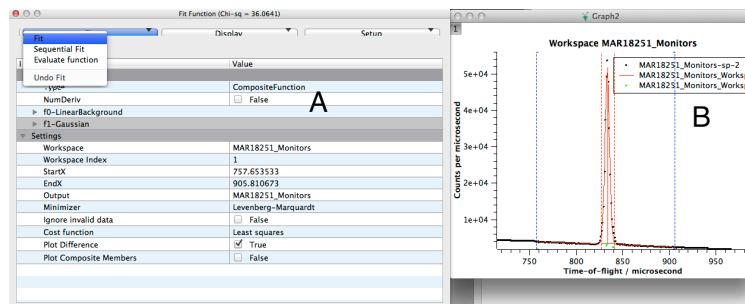 Fit Function (Chi-sq = 36.0641)
Display
Setup
Fit
Sequential Fit
Evaluate function
Undo Fit
Value
Type
CompositeFunction
NumDeriv
False
f0-LinearBackground
f1-Gaussian
Settings
Workspace
MAR18251_Monitors
Workspace Index
1
StartX
757.653533
EndX
905.810673
Output
MAR18251_Monitors
Minimizer
Levenberg-Marquardt
Ignore invalid data
False
Cost function
Least squares
Plot Difference
True
Plot Composite Members
False
A
Graph2
1
Workspace MAR18251_Monitors
MAR18251_Monitors-sp-2
MAR18251_Monitors_Worksp
MAR18251_Monitors_Worksp
B
Counts per microsecond
5e+04
4e+04
3e+04
2e+04
1e+04
750
800
850
900
950
Time-of-flight / microsecond